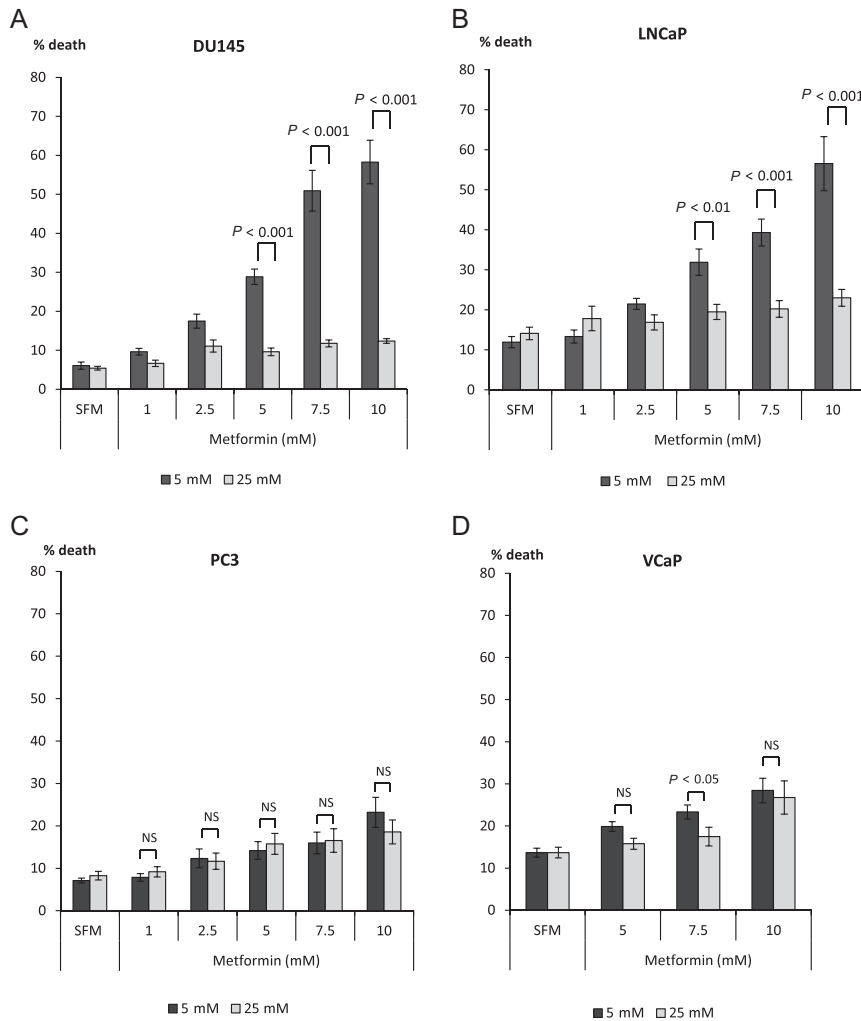 A
DU145
% death
80
70
60
50
40
30
20
10
0
P < 0.001
P < 0.001
P < 0.001
SFM 1 2.5 5 7.5 10
Metformin (mM)
5 mM 25 mM
B
LNCaP
% death
80
70
60
50
40
30
20
10
0
P < 0.001
P < 0.001
P < 0.01
SFM 1 2.5 5 7.5 10
Metformin (mM)
5 mM 25 mM
C
% death
PC3
80
70
60
50
40
30
20
10
0
NS
NS
NS
NS
NS
SFM 1 2.5 5 7.5 10
Metformin (mM)
5 mM 25 mM
D
% death
VCaP
80
70
60
50
40
30
20
10
0
NS
P < 0.05
NS
SFM 5 7.5 10
Metformin (mM)
5 mM 25 mM